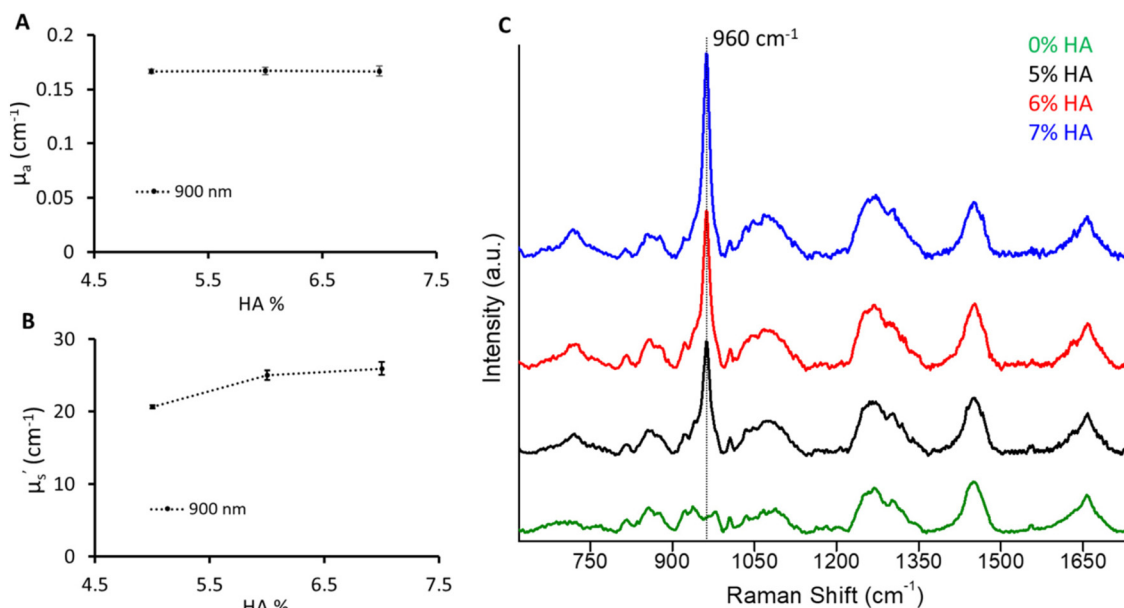 A
0.2
0.15
0.1
0.05
0
μa (cm-1)
900 nm
4.5 5.5 6.5 7.5
HA %
B
30
20
10
0
μs′ (cm-1)
900 nm
4.5 5.5 6.5 7.5
HA %
C
960 cm-1
0% HA
5% HA
6% HA
7% HA
Intensity (a.u.)
750 900 1050 1200 1350 1500 1650
Raman Shift (cm-1)